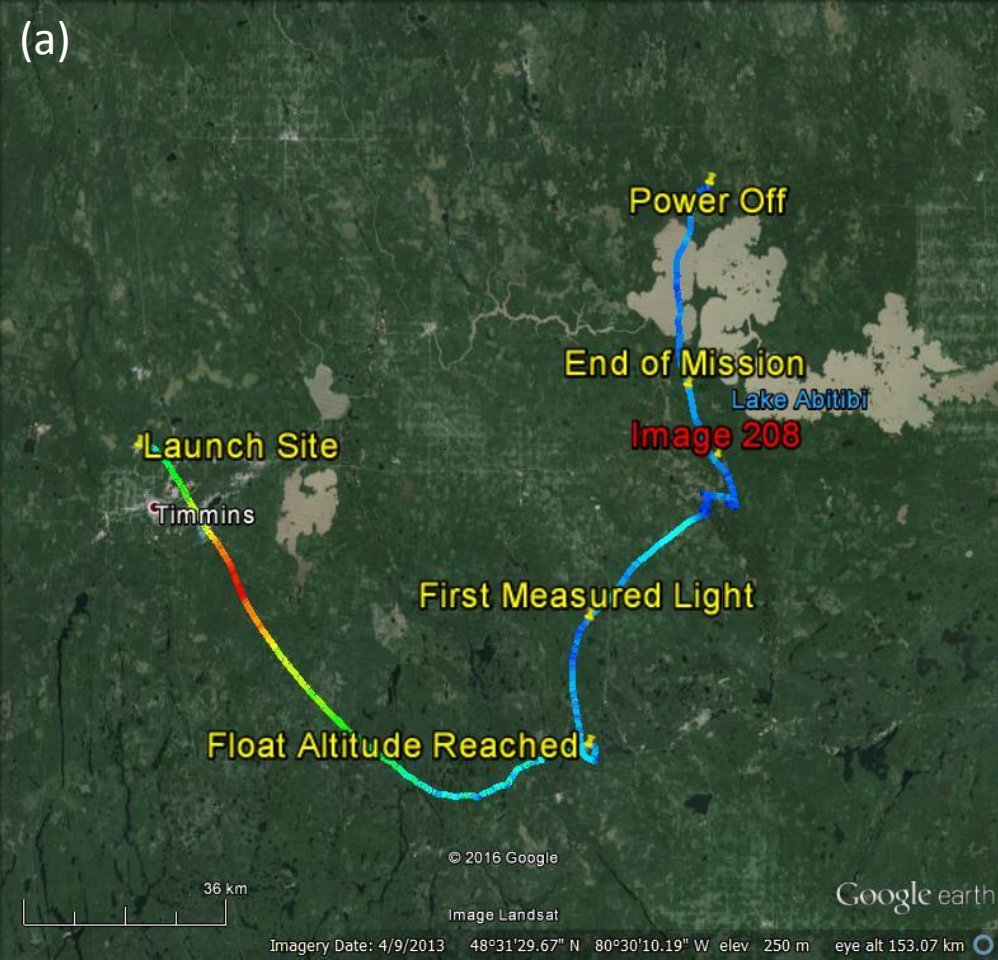 (a)
Power Off
End of Mission
Lake Abitibi
Image 208
Launch Site
Timmins
First Measured Light
Float Altitude Reached
© 2016 Google
36 km
Google earth
Image Landsat
Imagery Date: 4/9/2013 48°31'29.67" N 80°30'10.19" W elev 250 m eye alt 153.07 km